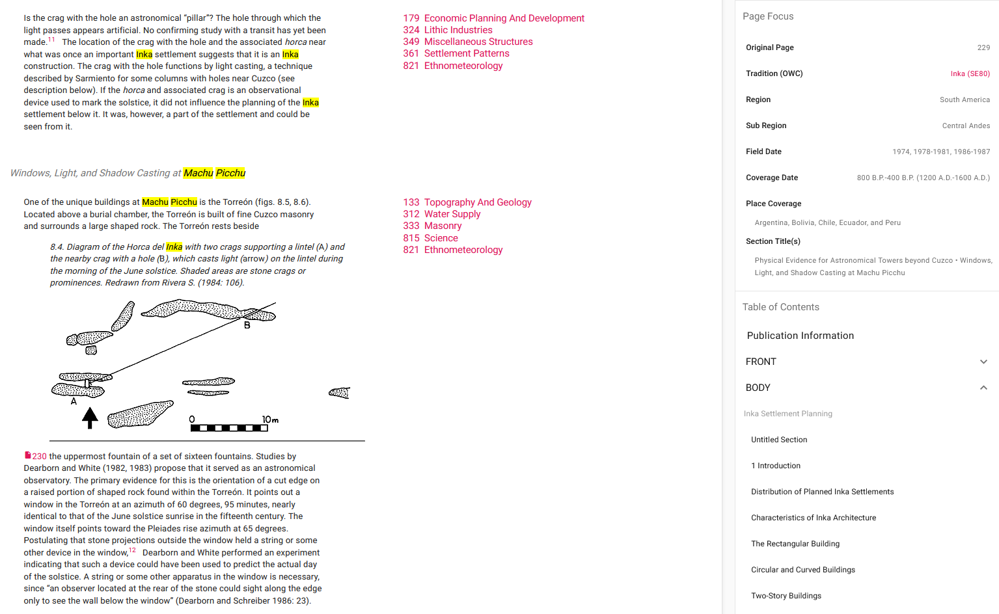 Is the crag with the hole an astronomical “pillar”? The hole through which the
light passes appears artificial. No confirming study with a transit has yet been
made.11 The location of the crag with the hole and the associated horca near
what was once an important Inka settlement suggests that it is an Inka
construction. The crag with the hole functions by light casting, a technique
described by Sarmiento for some columns with holes near Cuzco (see
description below). If the horca and associated crag is an observational
device used to mark the solstice, it did not influence the planning of the Inka
settlement below it. It was, however, a part of the settlement and could be
seen from it.
179 Economic Planning And Development
324 Lithic Industries
349 Miscellaneous Structures
361 Settlement Patterns
821 Ethnometeorology
Windows, Light, and Shadow Casting at Machu Picchu
One of the unique buildings at Machu Picchu is the Torreón (figs. 8.5, 8.6).
Located above a burial chamber, the Torreón is built of fine Cuzco masonry
and surrounds a large shaped rock. The Torreón rests beside
133 Topography And Geology
312 Water Supply
333 Masonry
815 Science
821 Ethnometeorology
8.4. Diagram of the Horca del Inka with two crags supporting a lintel (A) and
the nearby crag with a hole (B), which casts light (arrow) on the lintel during
the morning of the June solstice. Shaded areas are stone crags or
prominences. Redrawn from Rivera S. (1984: 106).
B
A
0 10m
230 the uppermost fountain of a set of sixteen fountains. Studies by
Dearborn and White (1982, 1983) propose that it served as an astronomical
observatory. The primary evidence for this is the orientation of a cut edge on
a raised portion of shaped rock found within the Torreón. It points out a
window in the Torreón at an azimuth of 60 degrees, 95 minutes, nearly
identical to that of the June solstice sunrise in the fifteenth century. The
window itself points toward the Pleiades rise azimuth at 65 degrees.
Postulating that stone projections outside the window held a string or some
other device in the window,12 Dearborn and White performed an experiment
indicating that such a device could have been used to predict the actual day
of the solstice. A string or some other apparatus in the window is necessary,
since “an observer located at the rear of the stone could sight along the edge
only to see the wall below the window” (Dearborn and Schreiber 1986: 23).
Page Focus
Original Page 229
Tradition (OWC) Inka (SE80)
Region South America
Sub Region Central Andes
Field Date 1974, 1978-1981, 1986-1987
Coverage Date 800 B.P.-400 B.P. (1200 A.D.-1600 A.D.)
Place Coverage
Argentina, Bolivia, Chile, Ecuador, and Peru
Section Title(s)
Physical Evidence for Astronomical Towers beyond Cuzco • Windows,
Light, and Shadow Casting at Machu Picchu
Table of Contents
Publication Information
FRONT
BODY
Inka Settlement Planning
Untitled Section
1 Introduction
Distribution of Planned Inka Settlements
Characteristics of Inka Architecture
The Rectangular Building
Circular and Curved Buildings
Two-Story Buildings